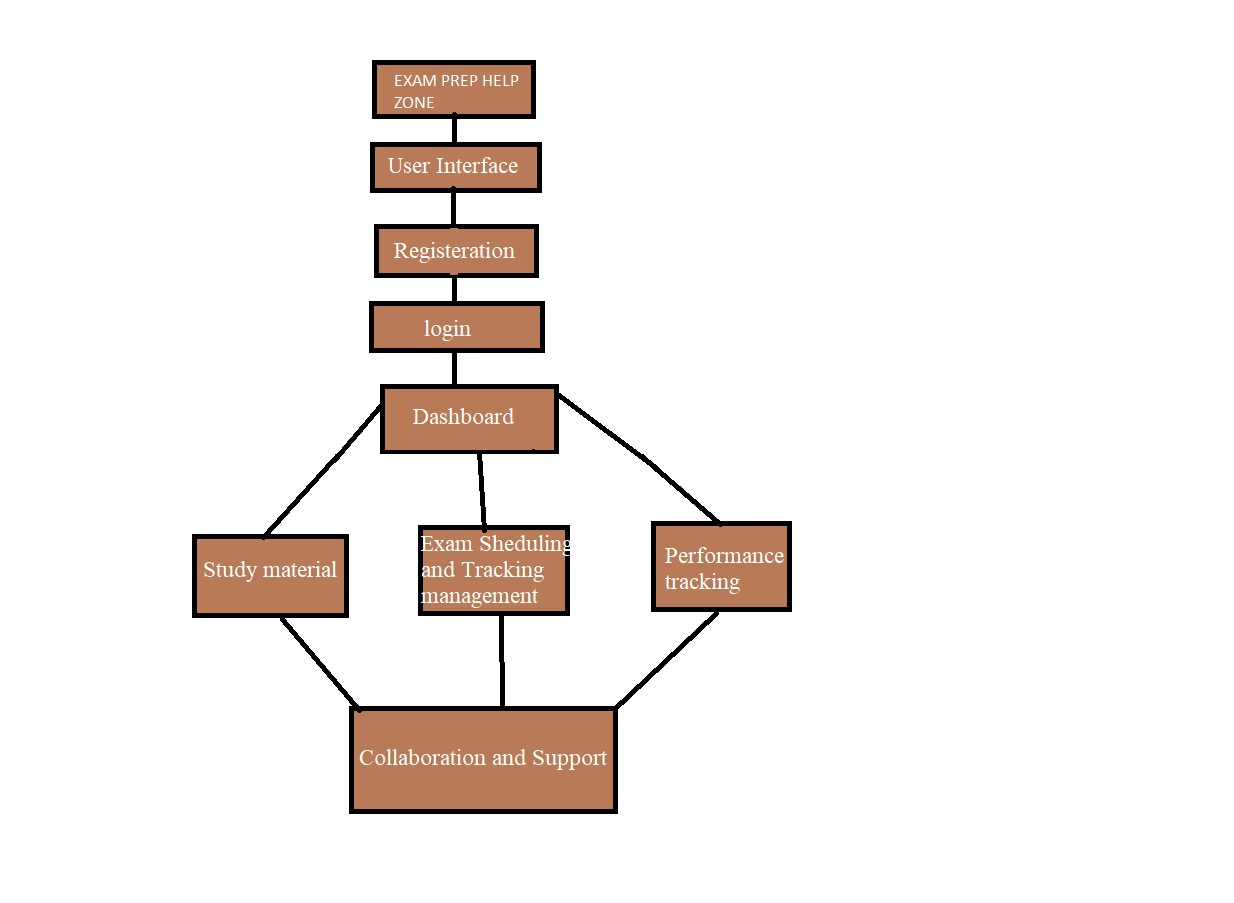 EXAM PREP HELP
ZONE
User Interface
Registeration
login
Dashboard
Study material
Exam Sheduling
and Tracking
management
Performance
tracking
Collaboration and Support